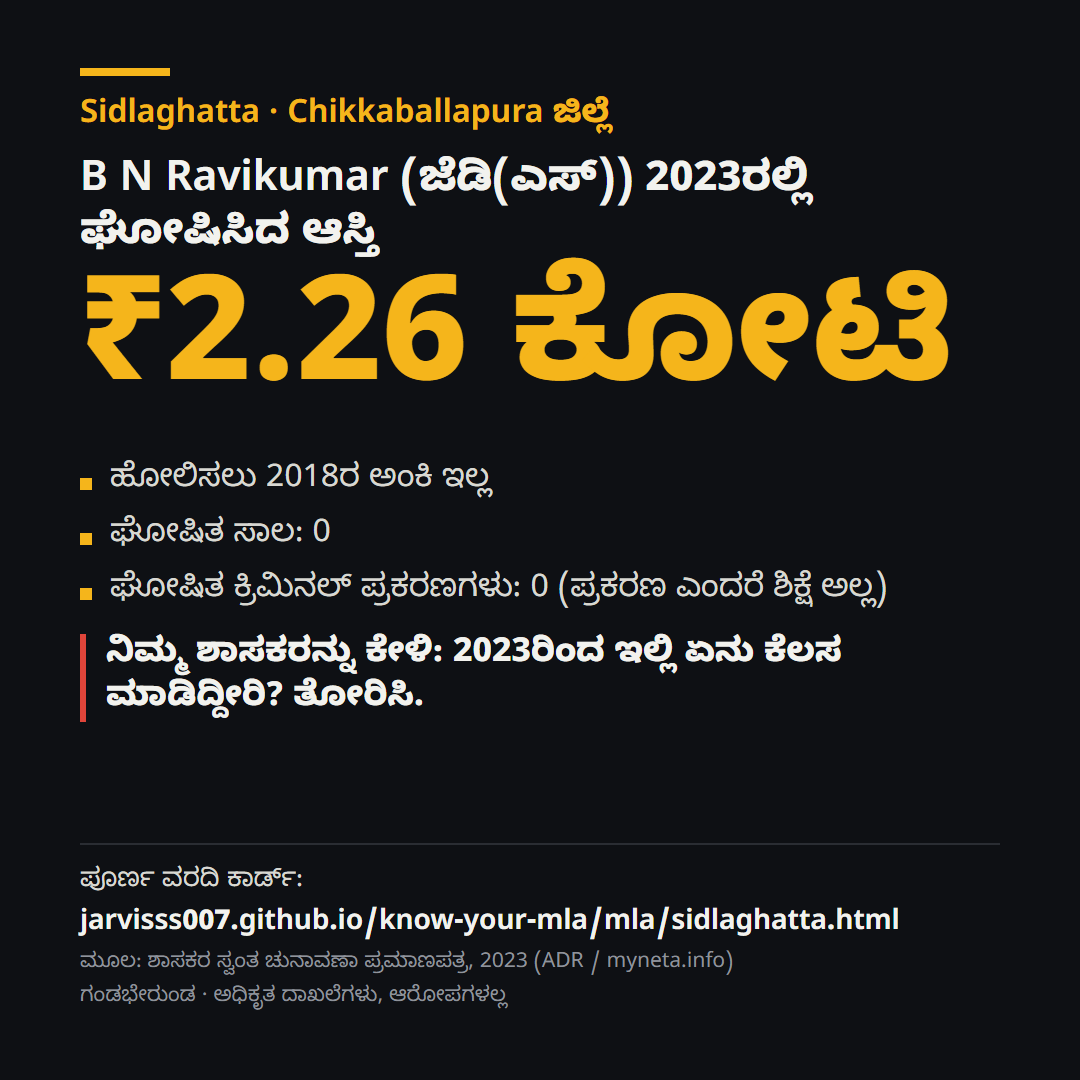 Sidlaghatta · Chikkaballapura ಜಿಲ್ಲೆ
B N Ravikumar (ಜೆಡಿ(ಎಸ್)) 2023ರಲ್ಲಿ
ಘೋಷಿಸಿದ ಆಸ್ತಿ
₹2.26 ಕೋಟಿ
ಹೋಲಿಸಲು 2018ರ ಅಂಕಿ ಇಲ್ಲ
ಘೋಷಿತ ಸಾಲ: 0
ಘೋಷಿತ ಕ್ರಿಮಿನಲ್ ಪ್ರಕರಣಗಳು: 0 (ಪ್ರಕರಣ ಎಂದರೆ ಶಿಕ್ಷೆ ಅಲ್ಲ)
ನಿಮ್ಮ ಶಾಸಕರನ್ನು ಕೇಳಿ: 2023ರಿಂದ ಇಲ್ಲಿ ಏನು ಕೆಲಸ
ಮಾಡಿದ್ದೀರಿ? ತೋರಿಸಿ.
ಪೂರ್ಣ ವರದಿ ಕಾರ್ಡ್:
jarvisss007.github.io/know-your-mla/mla/sidlaghatta.html
ಮೂಲ: ಶಾಸಕರ ಸ್ವಂತ ಚುನಾವಣಾ ಪ್ರಮಾಣಪತ್ರ, 2023 (ADR / myneta.info)
ಗಂಡಭೇರುಂಡ · ಅಧಿಕೃತ ದಾಖಲೆಗಳು, ಆರೋಪಗಳಲ್ಲ